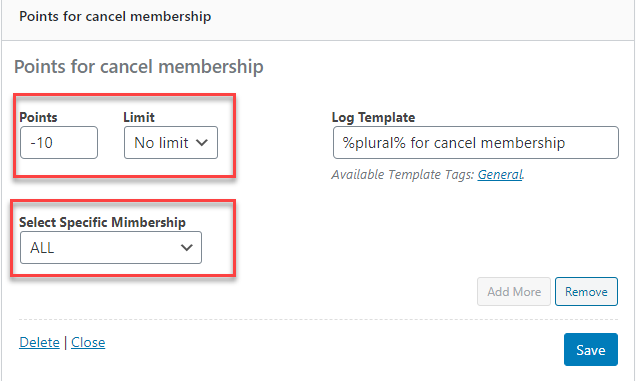 Points for cancel membership
Points for cancel membership
Points Limit Log Template
-10 No limit %plural% for cancel membership
Available Template Tags: General.
Select Specific Mimbership
ALL
Add More Remove
Delete | Close Save